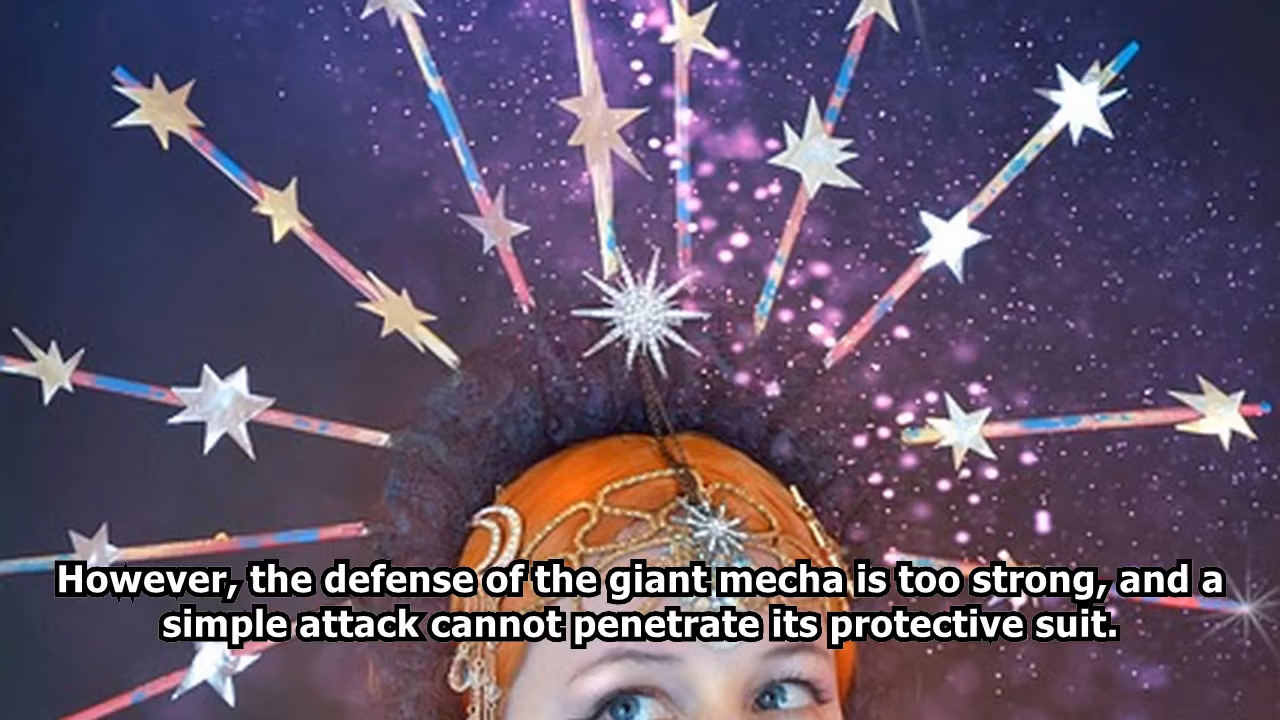 However, the defense of the giant mecha is too strong, and a
simple attack cannot penetrate its protective suit.